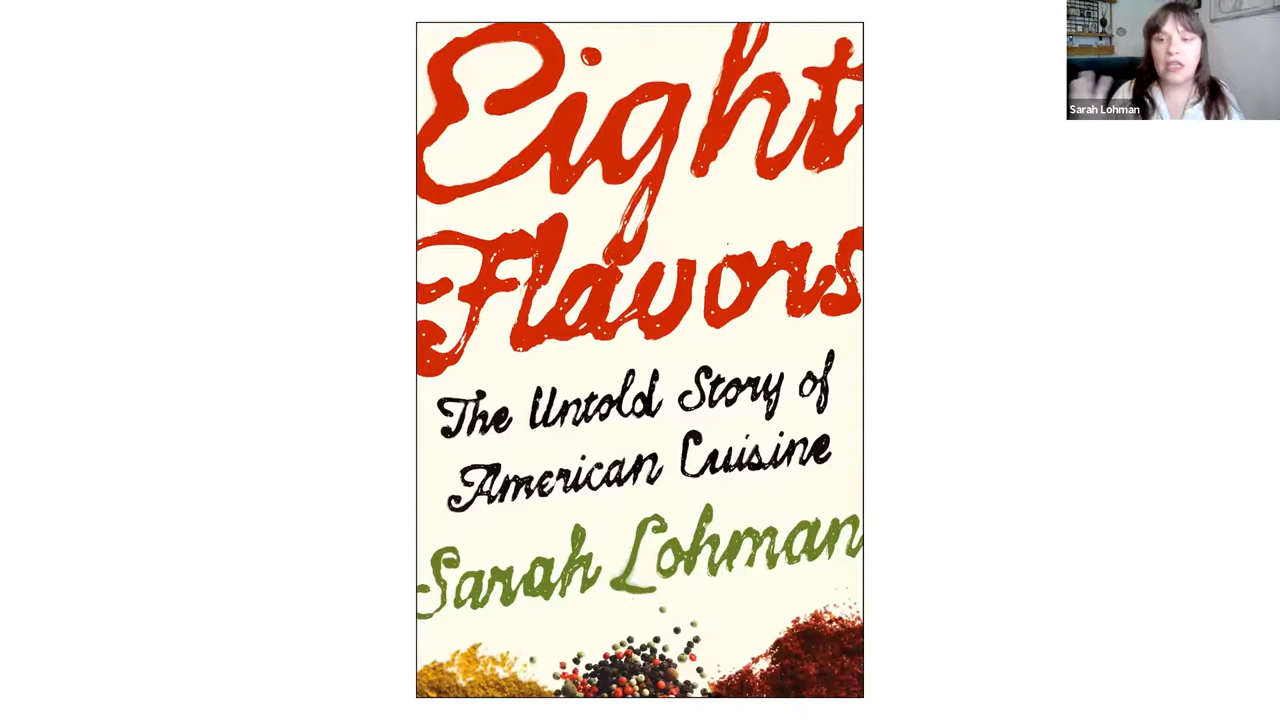 Eight
Flavors
The Untold Story of
American Cuisine
Sarah Lohman
Sarah Lohman